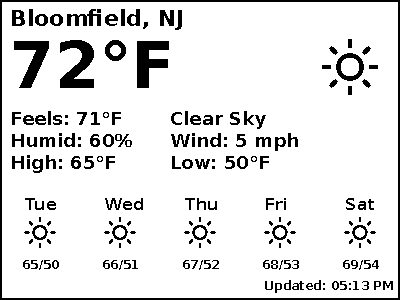 Bloomfield, NJ
72°F
Feels: 71°F Clear Sky
Humid: 60% Wind: 5 mph
High: 65°F Low: 50°F
Tue Wed Thu Fri Sat
65/50 66/51 67/52 68/53 69/54
Updated: 05:13 PM